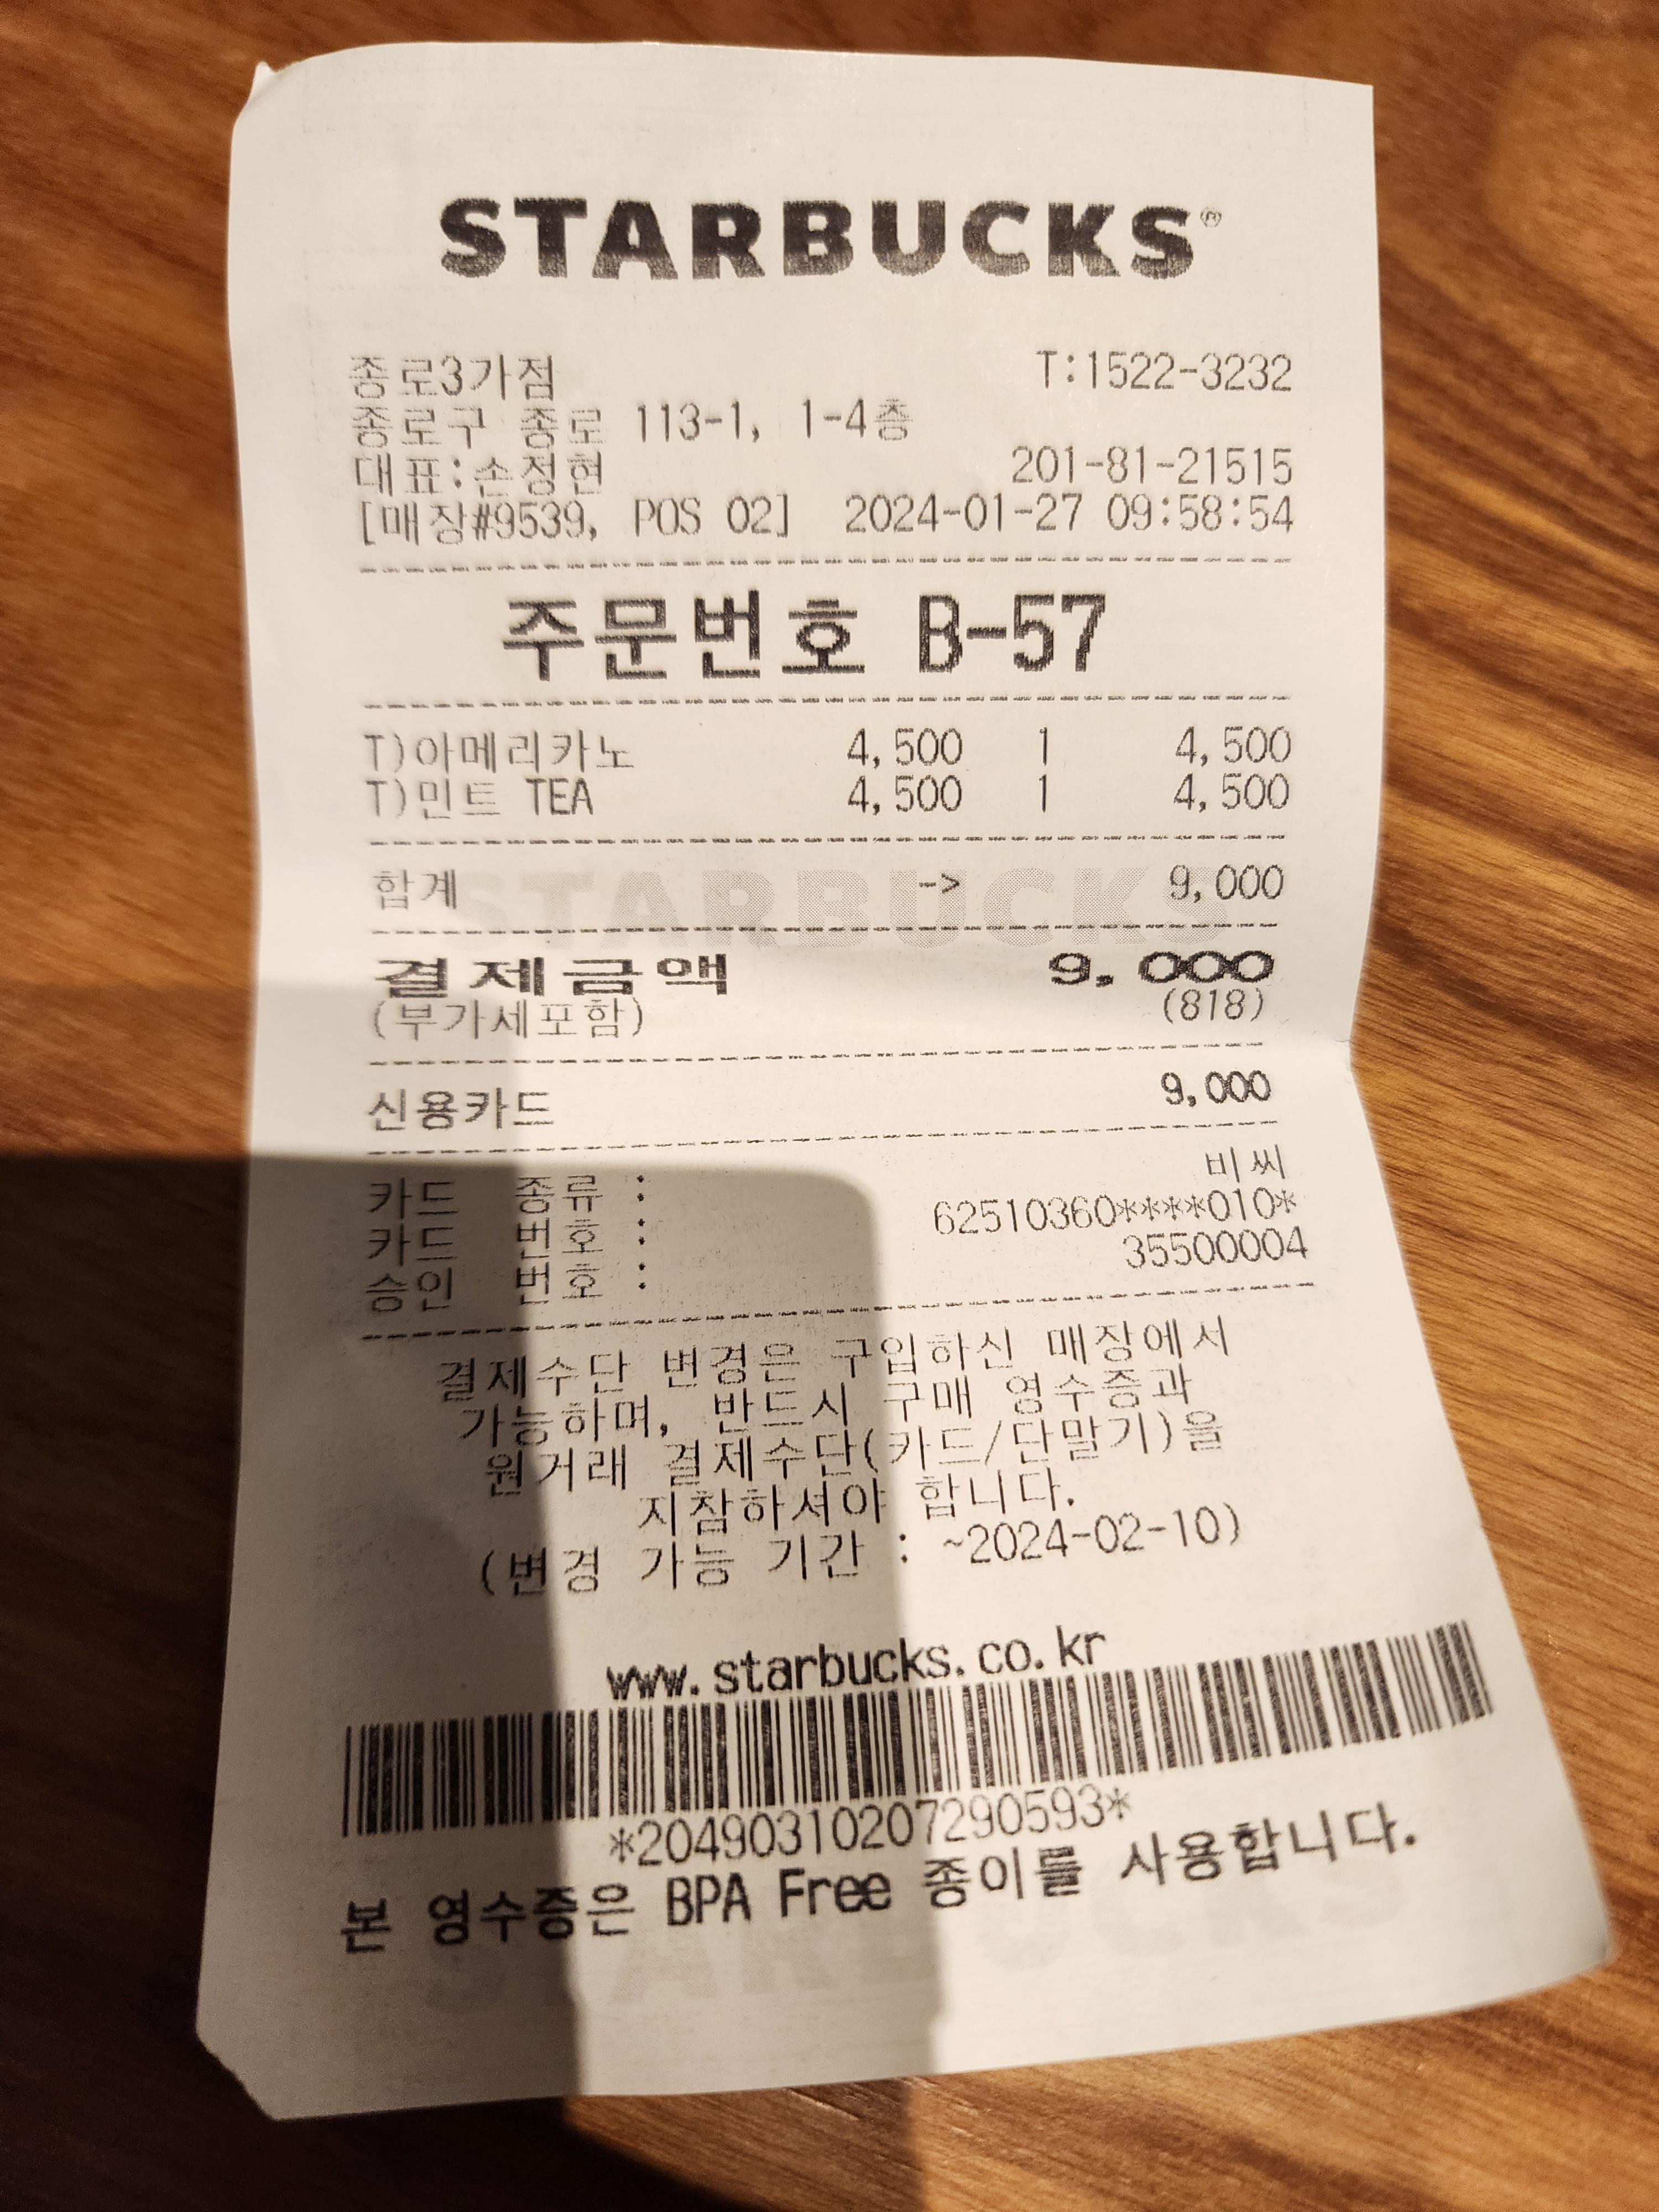 STARBUCKS®
종로3가점 T:1522-3232
종로구 종로 113-1, 1-4층
대표:손정현 201-81-21515
[매장#9539, POS 02] 2024-01-27 09:58:54
주문번호 B-57
T)아메리카노 4,500 1 4,500
T)민트 TEA 4,500 1 4,500
합계 -> 9,000
결제금액 9,000
(부가세포함) (818)
신용카드 9,000
카드 종류 : 비씨
카드 번호 : 62510360****010*
승인 번호 : 35500004
결제수단 변경은 구입하신 매장에서
가능하며, 반드시 구매 영수증과
원거래 결제수단(카드/단말기)을
지참하셔야 합니다.
(변경 가능 기간 : ~2024-02-10)
www.starbucks.co.kr
*20490310207290593*
본 영수증은 BPA Free 종이를 사용합니다.